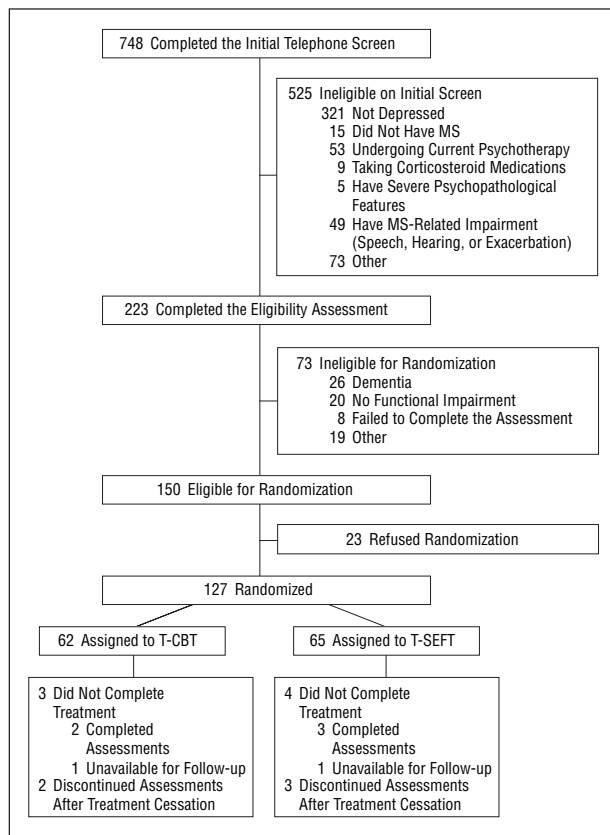 748 Completed the Initial Telephone Screen
525 Ineligible on Initial Screen
321 Not Depressed
15 Did Not Have MS
53 Undergoing Current Psychotherapy
9 Taking Corticosteroid Medications
5 Have Severe Psychopathological
Features
49 Have MS-Related Impairment
(Speech, Hearing, or Exacerbation)
73 Other
223 Completed the Eligibility Assessment
73 Ineligible for Randomization
26 Dementia
20 No Functional Impairment
8 Failed to Complete the Assessment
19 Other
150 Eligible for Randomization
23 Refused Randomization
127 Randomized
62 Assigned to T-CBT
3 Did Not Complete
Treatment
2 Completed
Assessments
1 Unavailable for Follow-up
2 Discontinued Assessments
After Treatment Cessation
65 Assigned to T-SEFT
4 Did Not Complete
Treatment
3 Completed
Assessments
1 Unavailable for Follow-up
3 Discontinued Assessments
After Treatment Cessation